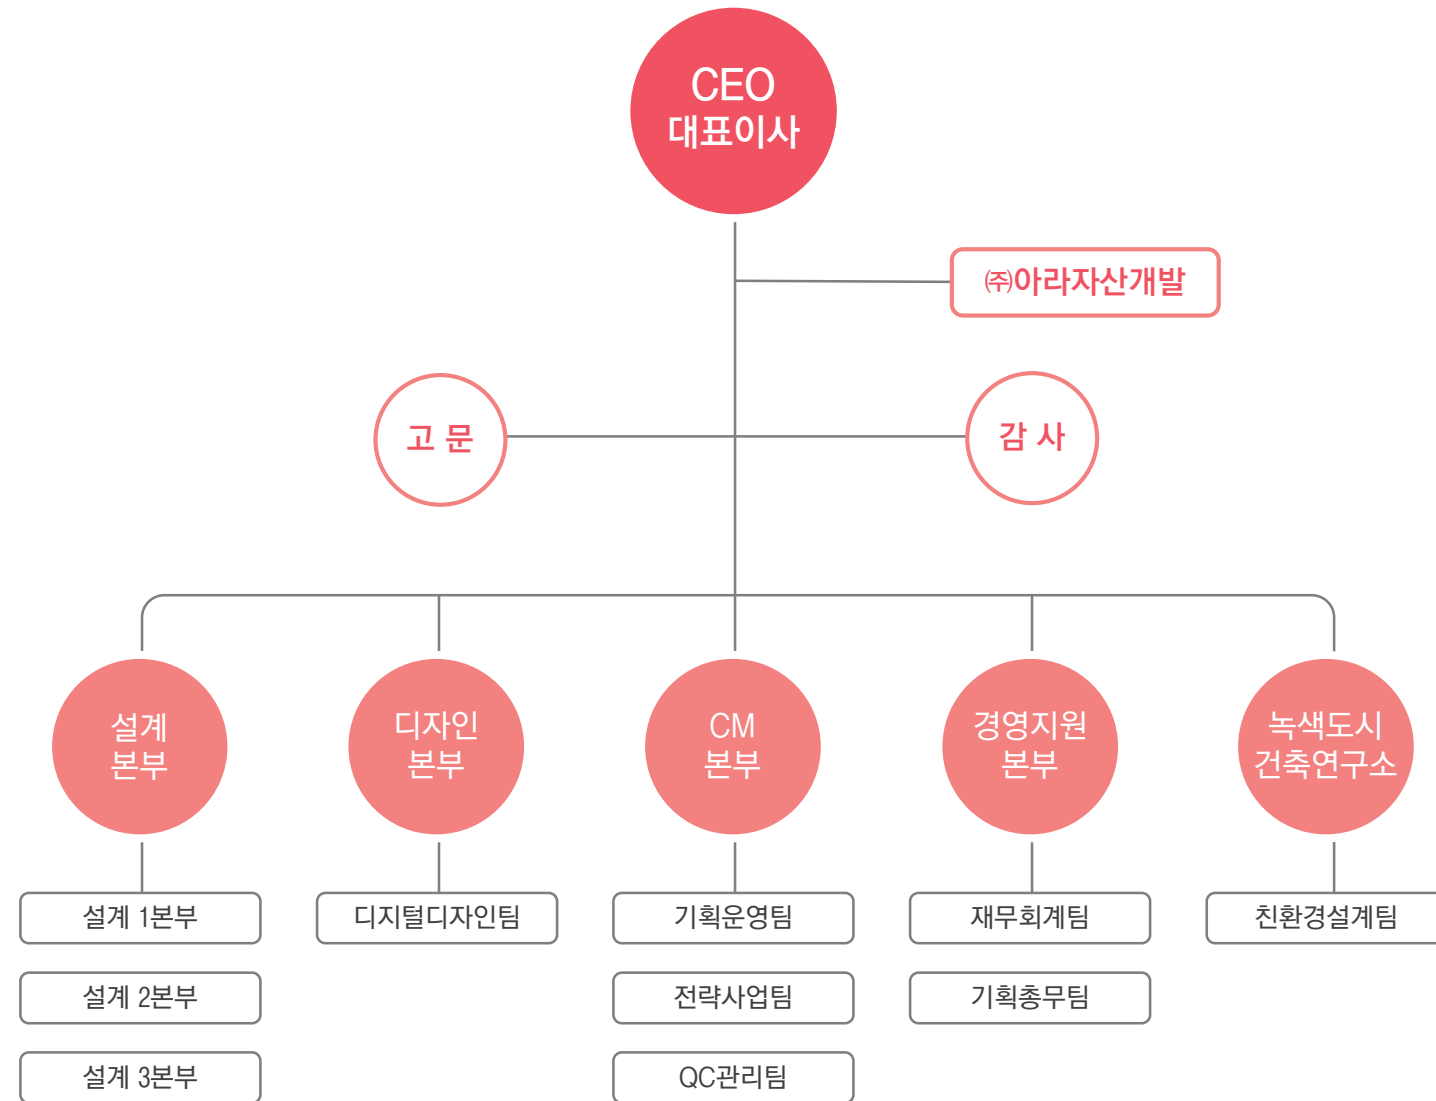 CEO
대표이사
㈜아라자산개발
고 문
감 사
설계
본부
디자인
본부
CM
본부
경영지원
본부
녹색도시
건축연구소
설계 1본부
디지털디자인팀
기획운영팀
재무회계팀
친환경설계팀
설계 2본부
전략사업팀
기획총무팀
설계 3본부
QC관리팀